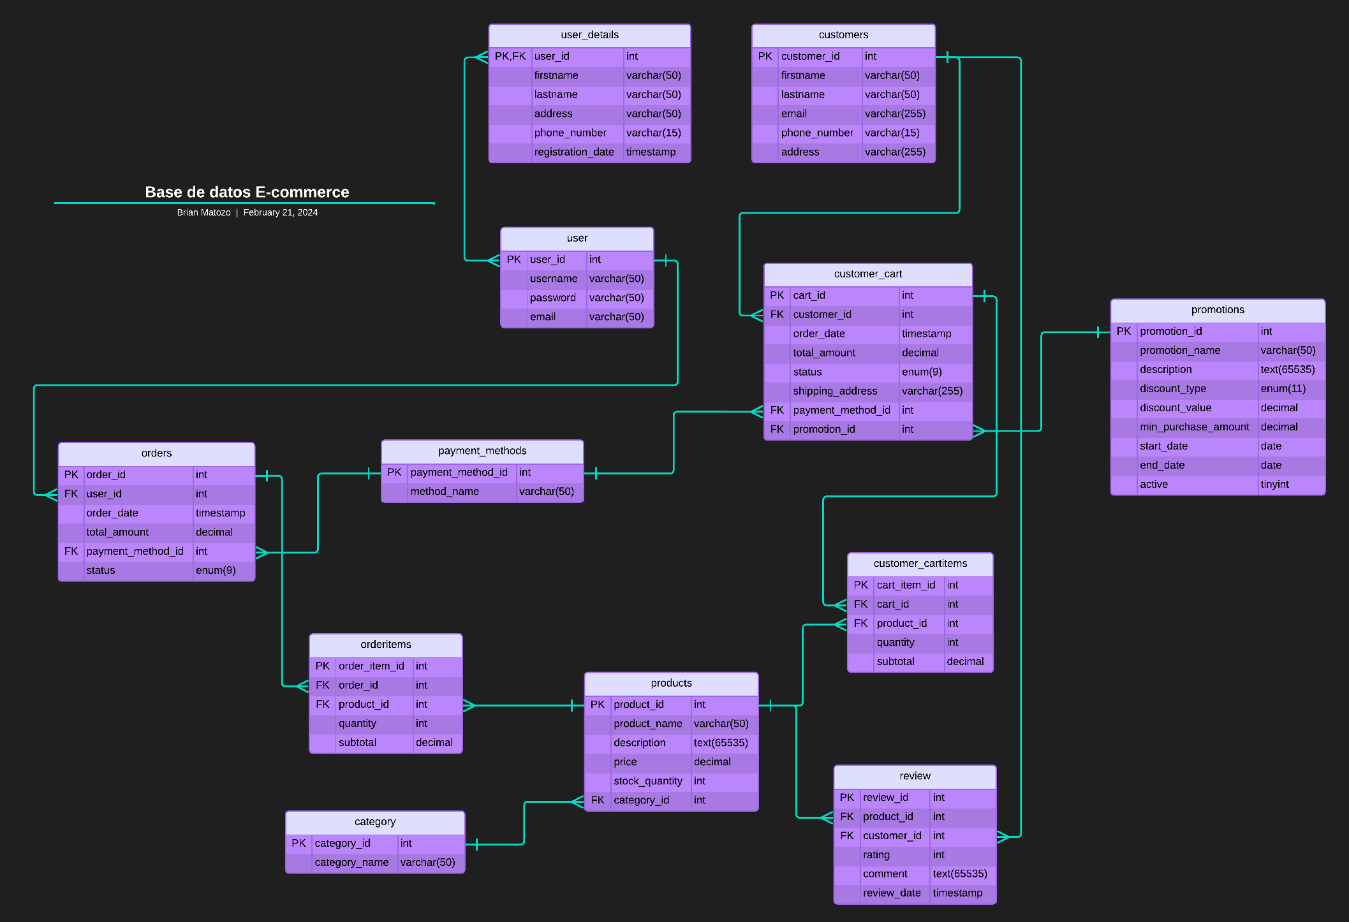 user_details
PK,FK user_id int
firstname varchar(50)
lastname varchar(50)
address varchar(50)
phone_number varchar(15)
registration_date timestamp
customers
PK customer_id int
firstname varchar(50)
lastname varchar(50)
email varchar(255)
phone_number varchar(15)
address varchar(255)
Base de datos E-commerce
Brian Matozo | February 21, 2024
user
PK user_id int
username varchar(50)
password varchar(50)
email varchar(50)
customer_cart
PK cart_id int
FK customer_id int
order_date timestamp
total_amount decimal
status enum(9)
shipping_address varchar(255)
FK payment_method_id int
FK promotion_id int
promotions
PK promotion_id int
promotion_name varchar(50)
description text(65535)
discount_type enum(11)
discount_value decimal
min_purchase_amount decimal
start_date date
end_date date
active tinyint
orders
PK order_id int
FK user_id int
order_date timestamp
total_amount decimal
FK payment_method_id int
status enum(9)
payment_methods
PK payment_method_id int
method_name varchar(50)
customer_cartitems
PK cart_item_id int
FK cart_id int
FK product_id int
quantity int
subtotal decimal
orderitems
PK order_item_id int
FK order_id int
FK product_id int
quantity int
subtotal decimal
products
PK product_id int
product_name varchar(50)
description text(65535)
price decimal
stock_quantity int
FK category_id int
category
PK category_id int
category_name varchar(50)
review
PK review_id int
FK product_id int
FK customer_id int
rating int
comment text(65535)
review_date timestamp